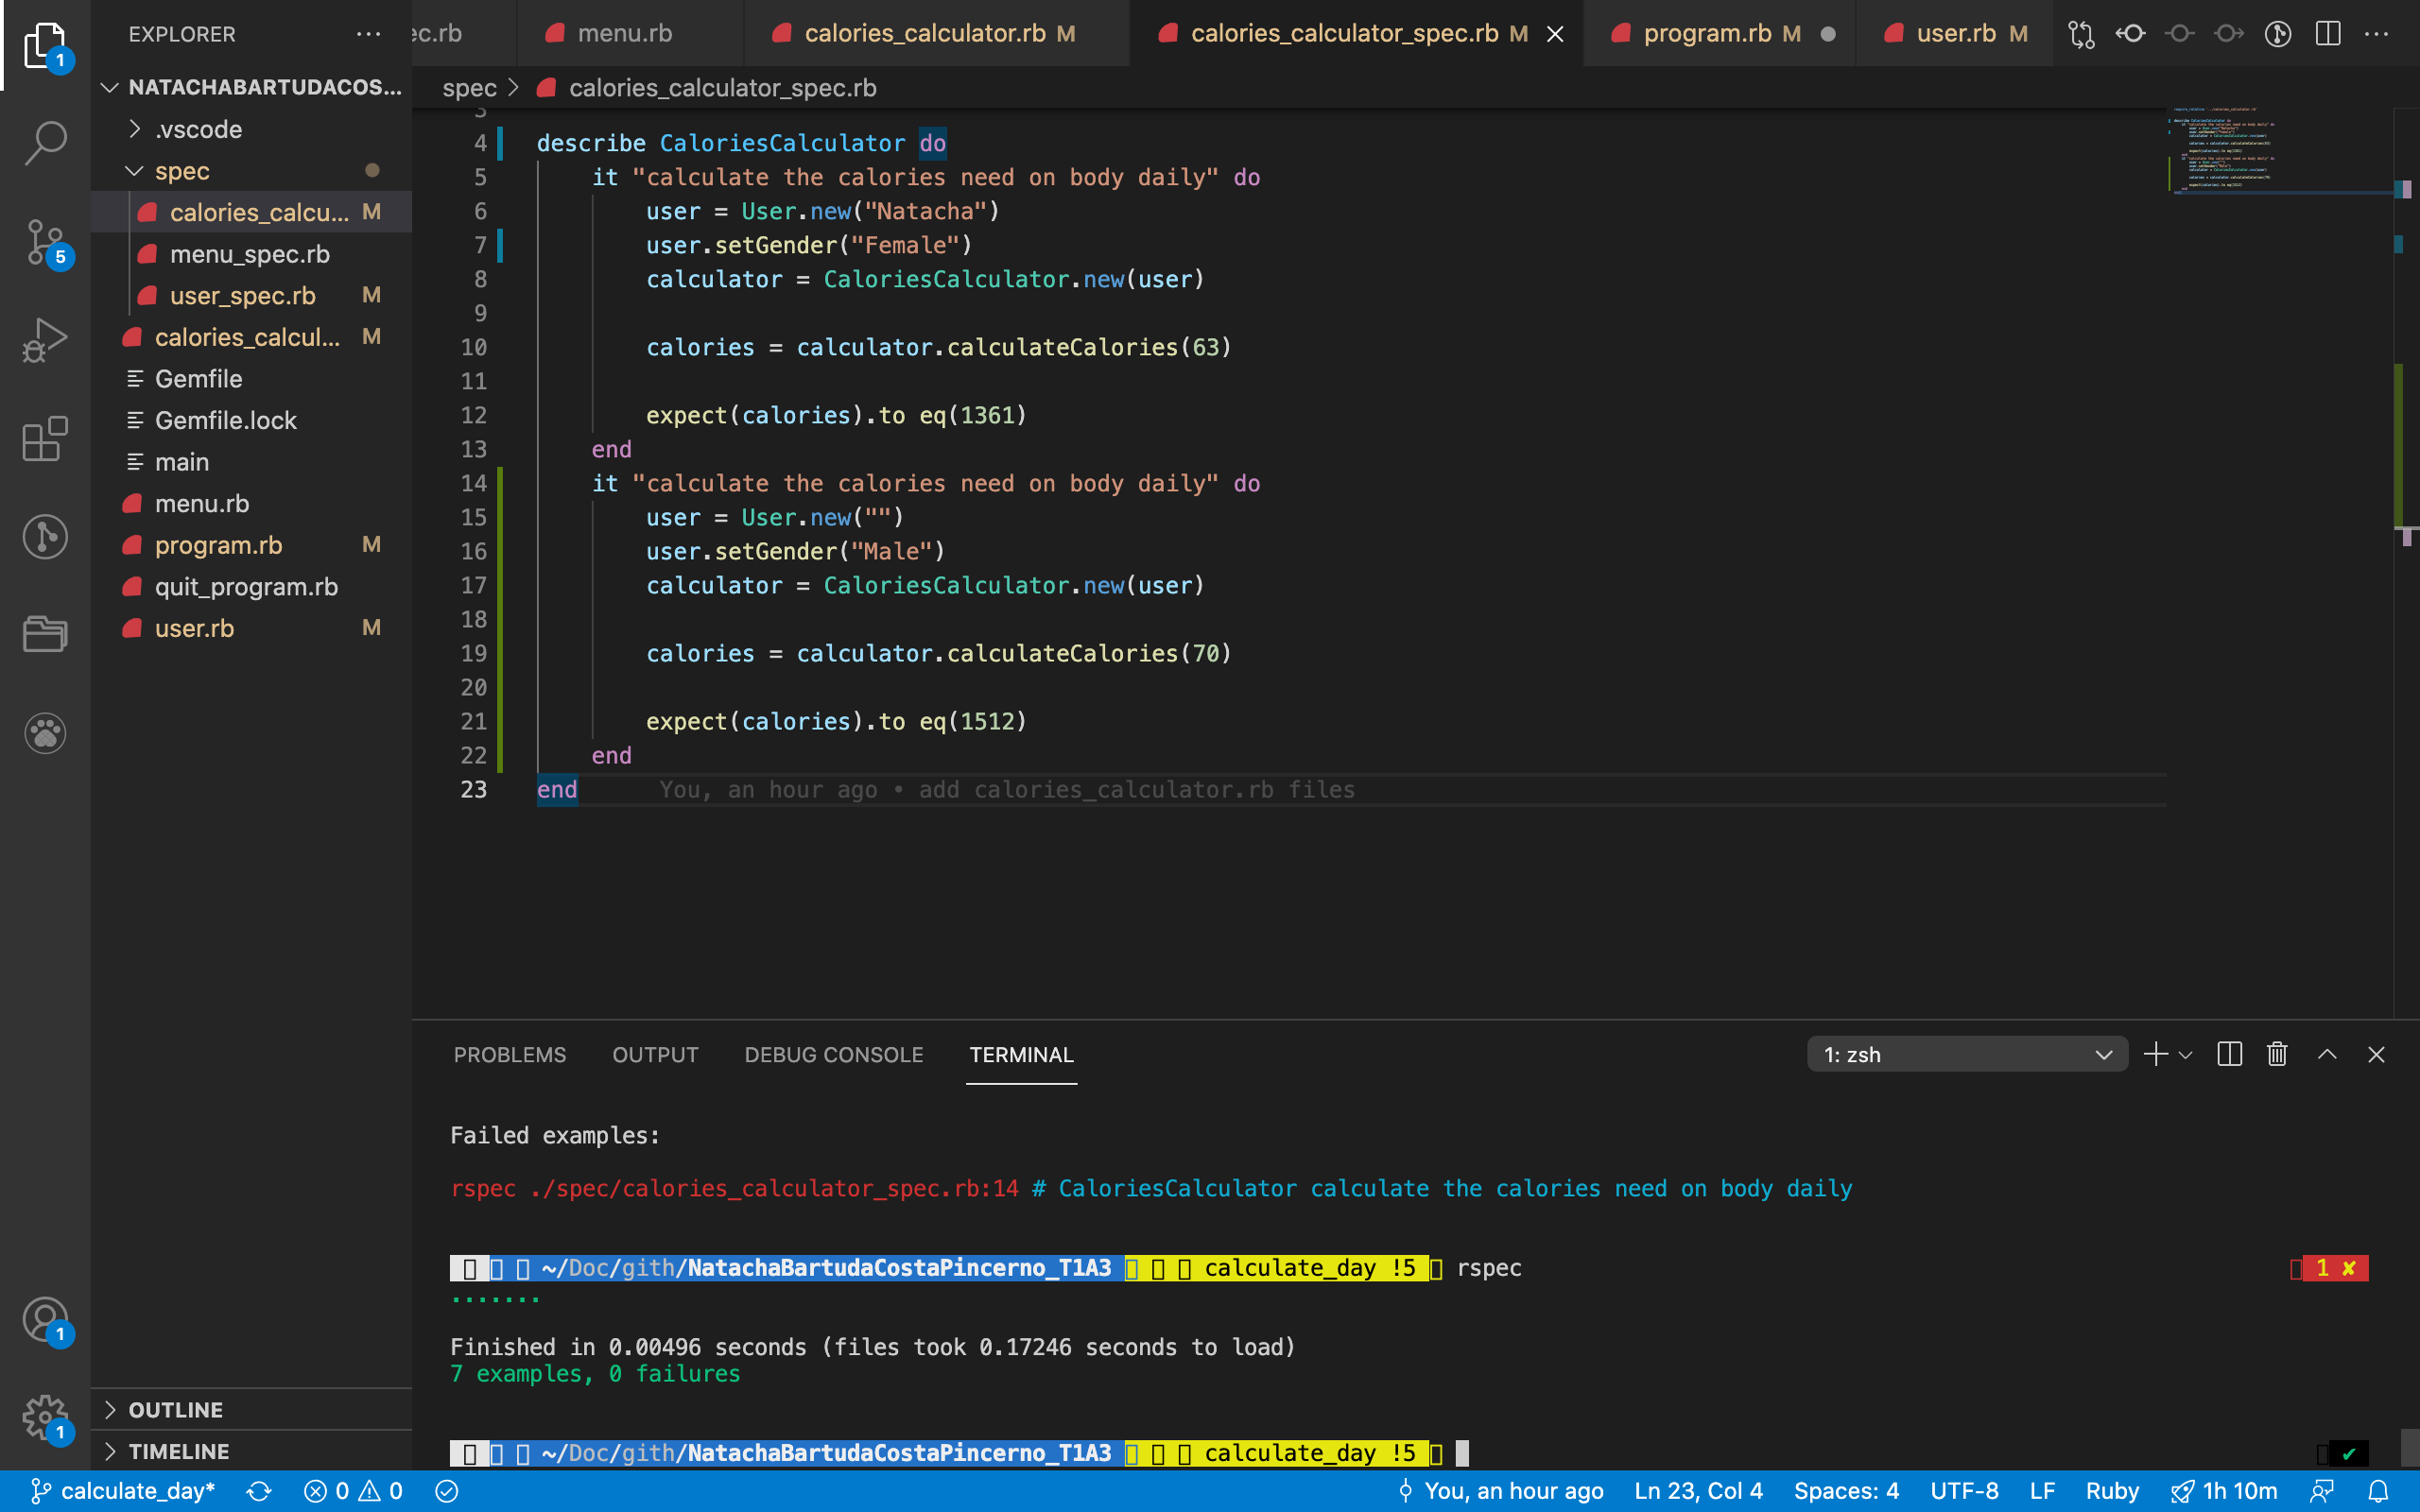 EXPLORER
ec.rb
menu.rb
calories_calculator.rb M
calories_calculator_spec.rb M
program.rb M
user.rb M
1
NATACHABARTUDACOS...
spec > calories_calculator_spec.rb
.vscode
spec
calories_calcu... M
menu_spec.rb
user_spec.rb M
calories_calcul... M
Gemfile
Gemfile.lock
main
menu.rb
program.rb M
quit_program.rb
user.rb M
5
3
4 describe CaloriesCalculator do
5 it "calculate the calories need on body daily" do
6 user = User.new("Natacha")
7 user.setGender("Female")
8 calculator = CaloriesCalculator.new(user)
9
10 calories = calculator.calculateCalories(63)
11
12 expect(calories).to eq(1361)
13 end
14 it "calculate the calories need on body daily" do
15 user = User.new("")
16 user.setGender("Male")
17 calculator = CaloriesCalculator.new(user)
18
19 calories = calculator.calculateCalories(70)
20
21 expect(calories).to eq(1512)
22 end
23 end You, an hour ago • add calories_calculator.rb files
PROBLEMS OUTPUT DEBUG CONSOLE TERMINAL
1: zsh
Failed examples:
rspec ./spec/calories_calculator_spec.rb:14 # CaloriesCalculator calculate the calories need on body daily
~/Doc/gith/NatachaBartudaCostaPincerno_T1A3 calculate_day !5 rspec
1 ✘
.......
Finished in 0.00496 seconds (files took 0.17246 seconds to load)
7 examples, 0 failures
~/Doc/gith/NatachaBartudaCostaPincerno_T1A3 calculate_day !5
✔
1
1
OUTLINE
TIMELINE
calculate_day* 0 0
You, an hour ago Ln 23, Col 4 Spaces: 4 UTF-8 LF Ruby 1h 10m